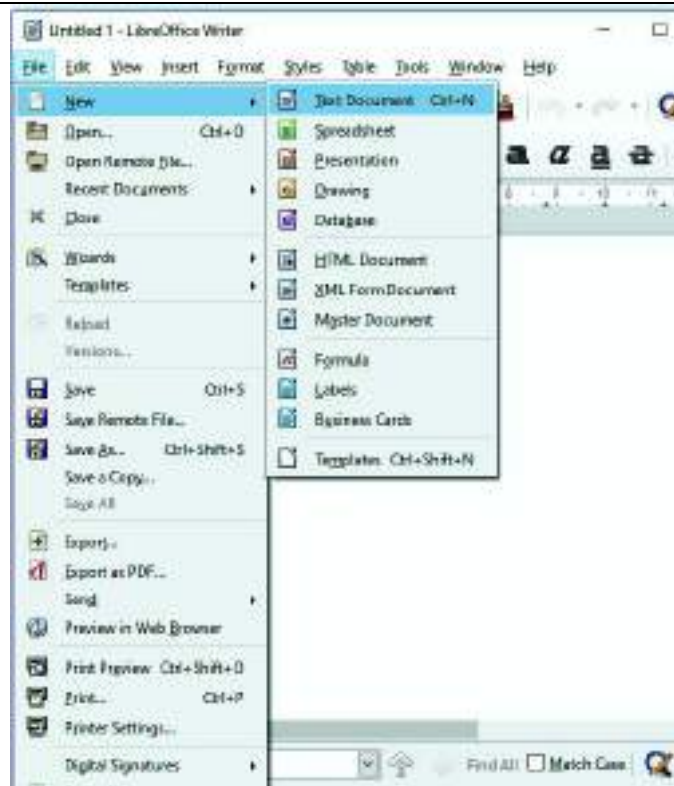 Untitled 1 - LibreOffice Writer
File Edit View Insert Format Styles Table Tools Window Help
New
Open... Ctrl+O
Open Remote File...
Recent Documents
Close
Wizards
Templates
Reload
Versions...
Save Ctrl+S
Save Remote File...
Save As... Ctrl+Shift+S
Save a Copy...
Save All
Export...
Export as PDF...
Send
Preview in Web Browser
Print Preview Ctrl+Shift+O
Print... Ctrl+P
Printer Settings...
Digital Signatures
Text Document Ctrl+N
Spreadsheet
Presentation
Drawing
Database
HTML Document
XML Form Document
Master Document
Formula
Labels
Business Cards
Templates Ctrl+Shift+N
a a a a
Find All Match Case